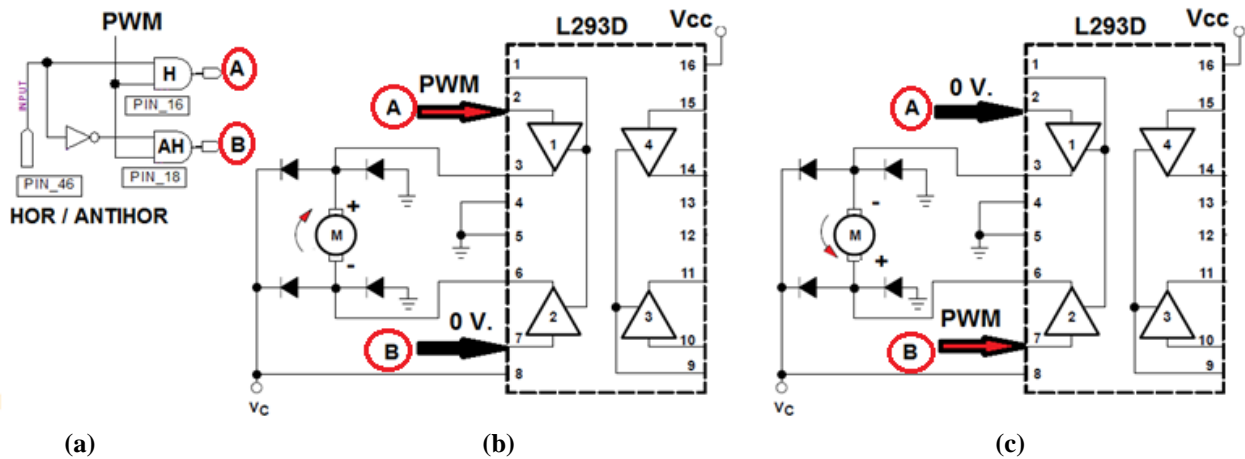 PWM
INPUT
H
A
PIN_16
AH
B
PIN_18
PIN_46
HOR / ANTIHOR
(a)
L293D
Vcc
1
16
PWM
A
2
15
1
4
3
14
4
13
+
M
-
5
12
6
11
2
3
0 V.
B
7
10
8
9
VC
(b)
L293D
Vcc
1
16
0 V.
A
2
15
1
4
3
14
4
13
-
M
+
5
12
6
11
2
3
PWM
B
7
10
8
9
VC
(c)